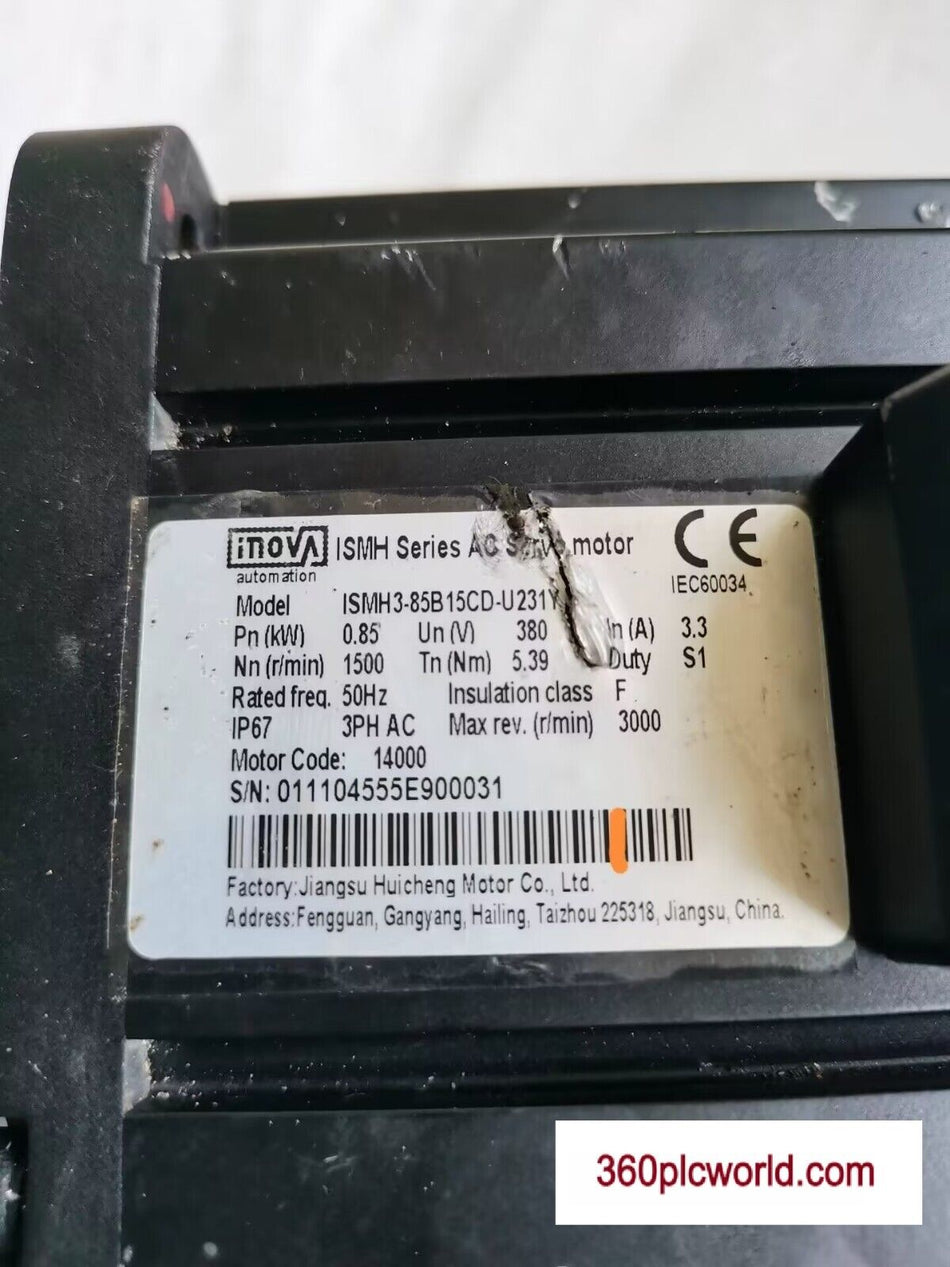 inovA
automation
ISMH Series AC Servo motor
CE
IEC60034
Model ISMH3-85B15CD-U231Y
Pn (kW) 0.85 Un (V) 380 In (A) 3.3
Nn (r/min) 1500 Tn (Nm) 5.39 Duty S1
Rated freq. 50Hz Insulation class F
IP67 3PH AC Max rev. (r/min) 3000
Motor Code: 14000
S/N: 011104555E900031
Factory:Jiangsu Huicheng Motor Co., Ltd.
Address:Fengguan, Gangyang, Hailing, Taizhou 225318, Jiangsu, China.
360plcworld.com